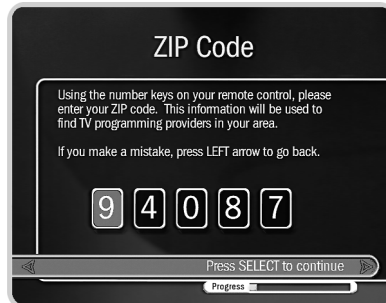 ZIP Code
Using the number keys on your remote control, please
enter your ZIP code. This information will be used to
find TV programming providers in your area.
If you make a mistake, press LEFT arrow to go back.
9 4 0 8 7
Press SELECT to continue
Progress